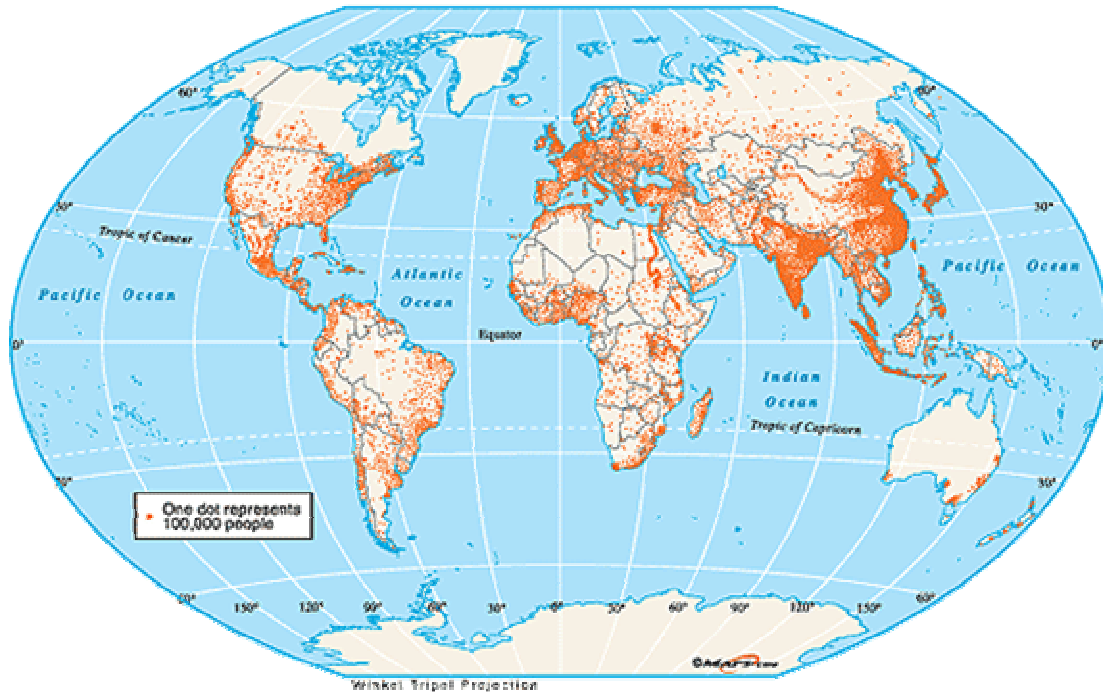 60°
60°
30°
30°
Tropic of Cancer
Atlantic
Ocean
Pacific Ocean
Pacific Ocean
Equator
0°
0°
Indian
Ocean
Tropic of Capricorn
30°
One dot represents
100,000 people
150° 120° 90° 60° 30° 0° 30° 60° 90° 120° 150° 60°
Winkel Tripel Projection